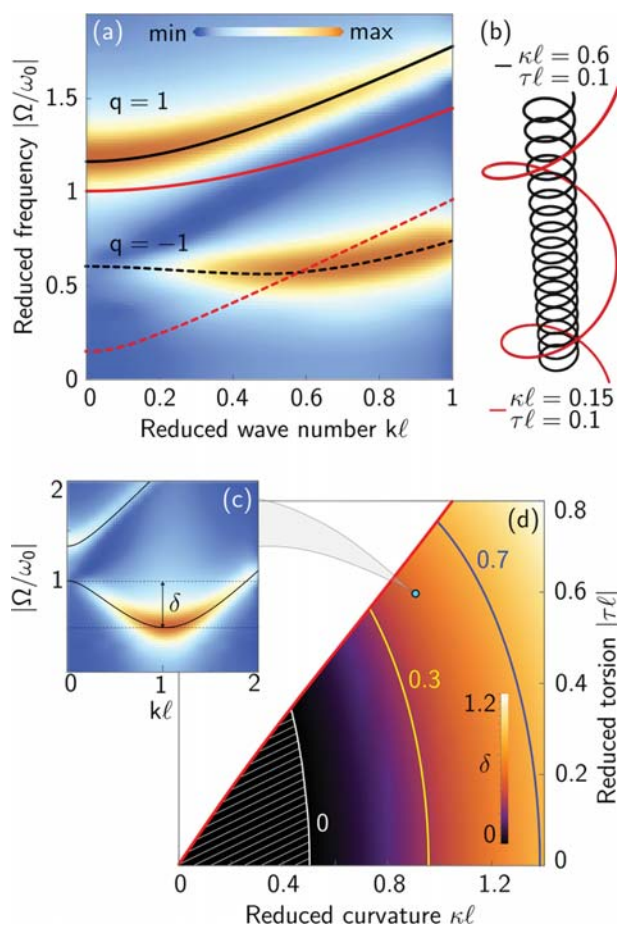 (a)
min
max
Reduced frequency |Ω/ω₀|
1.5
1
0.5
0
q = 1
q = -1
0
0.2
0.4
0.6
0.8
1
Reduced wave number kℓ
(b)
κℓ = 0.6
τℓ = 0.1
κℓ = 0.15
τℓ = 0.1
(c)
|Ω/ω₀|
2
1
0
δ
0
1
2
kℓ
(d)
0.7
0.3
0
1.2
δ
0
0.8
0.6
0.4
0.2
0
Reduced torsion |τℓ|
0
0.4
0.8
1.2
Reduced curvature κℓ